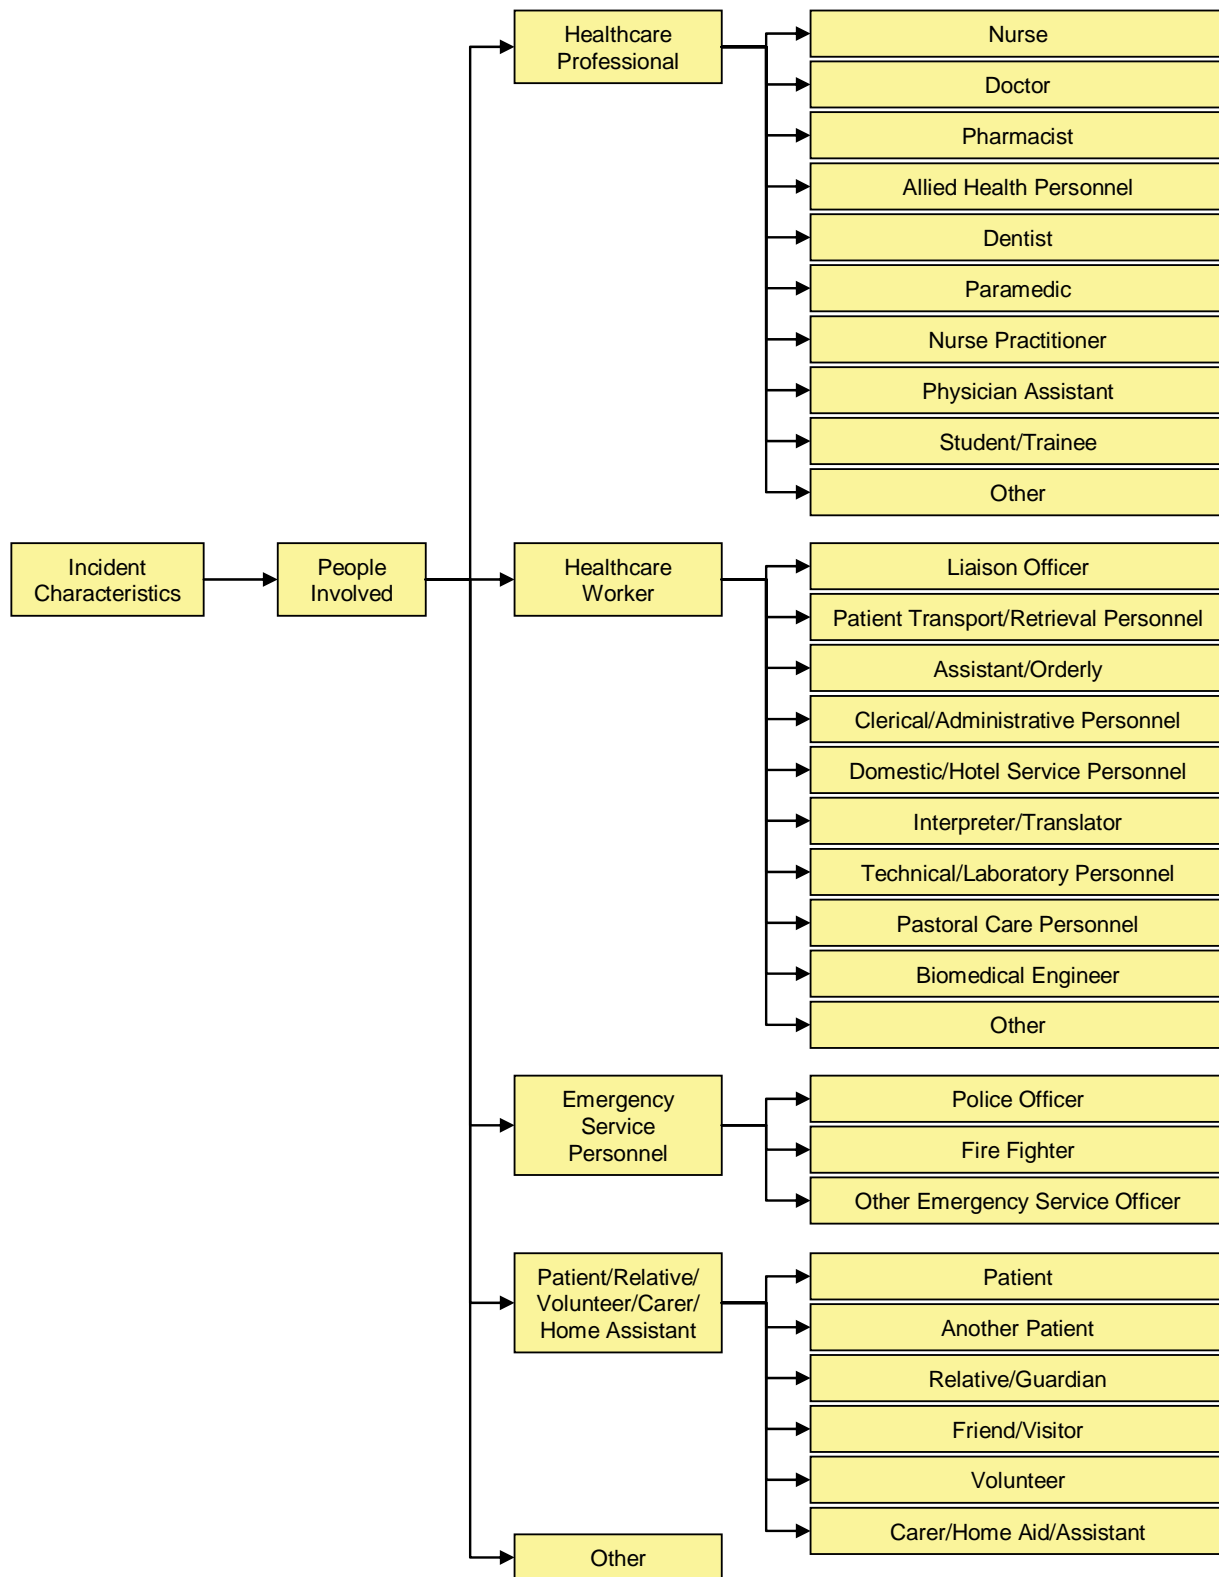 Healthcare
Professional
Nurse
Doctor
Pharmacist
Allied Health Personnel
Dentist
Paramedic
Nurse Practitioner
Physician Assistant
Student/Trainee
Other
Incident
Characteristics
People
Involved
Healthcare
Worker
Liaison Officer
Patient Transport/Retrieval Personnel
Assistant/Orderly
Clerical/Administrative Personnel
Domestic/Hotel Service Personnel
Interpreter/Translator
Technical/Laboratory Personnel
Pastoral Care Personnel
Biomedical Engineer
Other
Emergency
Service
Personnel
Police Officer
Fire Fighter
Other Emergency Service Officer
Patient/Relative/
Volunteer/Carer/
Home Assistant
Patient
Another Patient
Relative/Guardian
Friend/Visitor
Volunteer
Carer/Home Aid/Assistant
Other